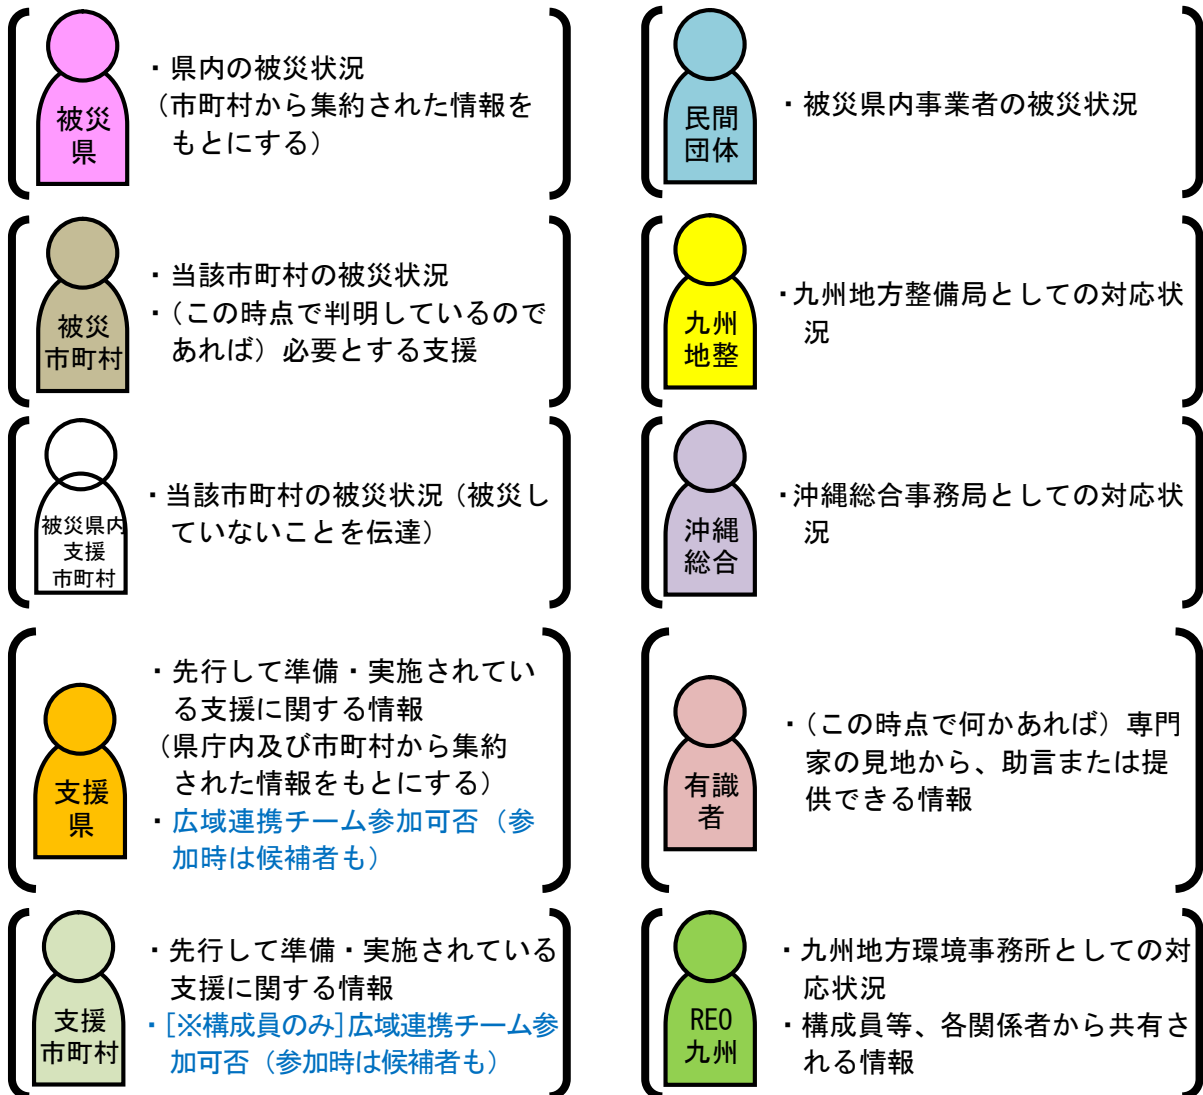 被災
県
・県内の被災状況
（市町村から集約された情報を
もとにする）
民間
団体
・被災県内事業者の被災状況
被災
市町村
・当該市町村の被災状況
・（この時点で判明しているので
あれば）必要とする支援
九州
地整
・九州地方整備局としての対応状
況
被災県内
支援
市町村
・当該市町村の被災状況（被災し
ていないことを伝達）
沖縄
総合
・沖縄総合事務局としての対応状
況
支援
県
・先行して準備・実施されてい
る支援に関する情報
（県庁内及び市町村から集約
された情報をもとにする）
・広域連携チーム参加可否（参
加時は候補者も）
有識
者
・（この時点で何かあれば）専門
家の見地から、助言または提
供できる情報
支援
市町村
・先行して準備・実施されている
支援に関する情報
・[※構成員のみ]広域連携チーム参
加可否（参加時は候補者も）
REO
九州
・九州地方環境事務所としての対
応状況
・構成員等、各関係者から共有さ
れる情報